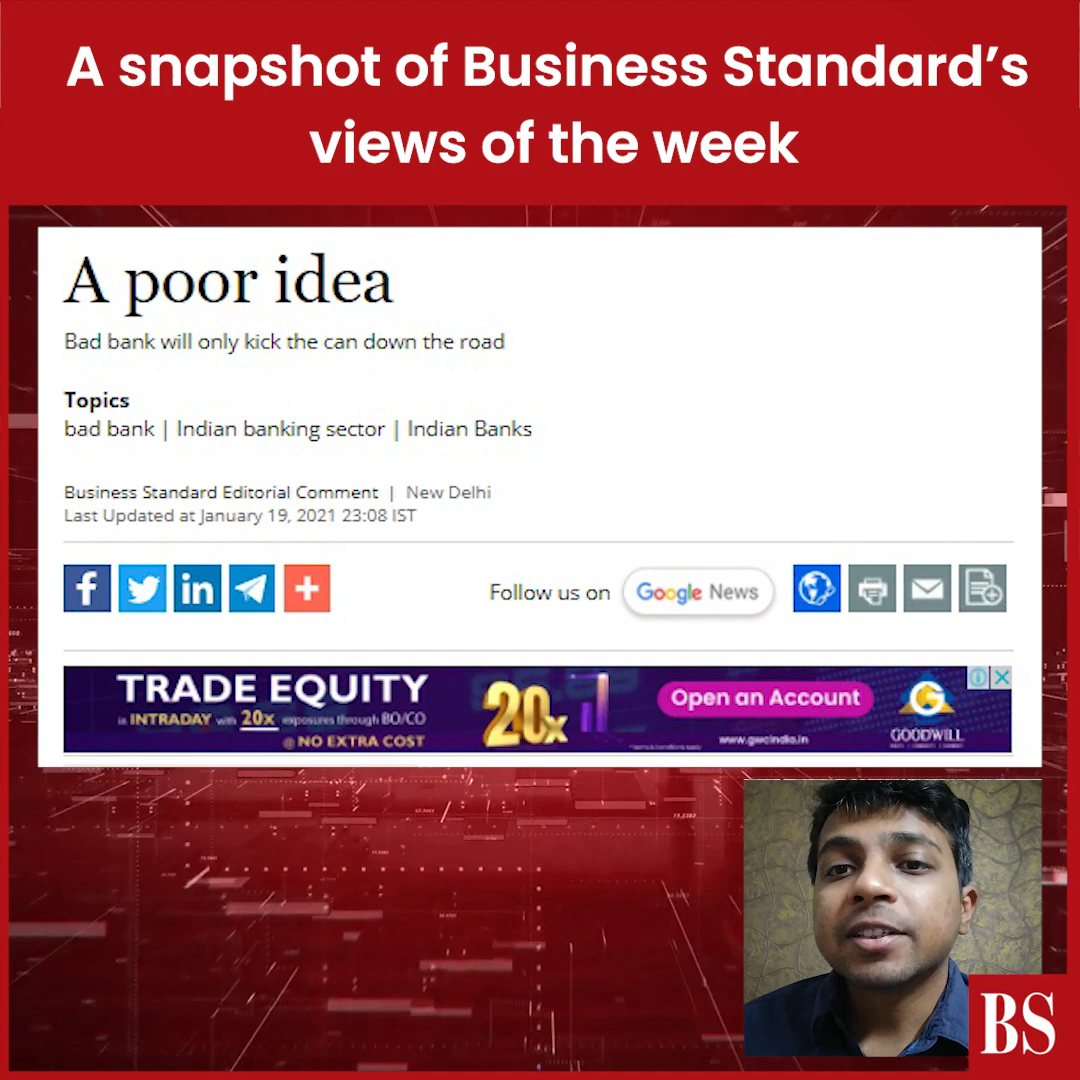 A snapshot of Business Standard's
views of the week
A poor idea
Bad bank will only kick the can down the road
Topics
bad bank | Indian banking sector | Indian Banks
Business Standard Editorial Comment | New Delhi
Last Updated at January 19, 2021 23:08 IST
Follow us on Google News
TRADE EQUITY
in INTRADAY with 20x exposures through BO/CO
@ NO EXTRA COST
20x
Open an Account
www.gwcindia.in
GOODWILL
BS